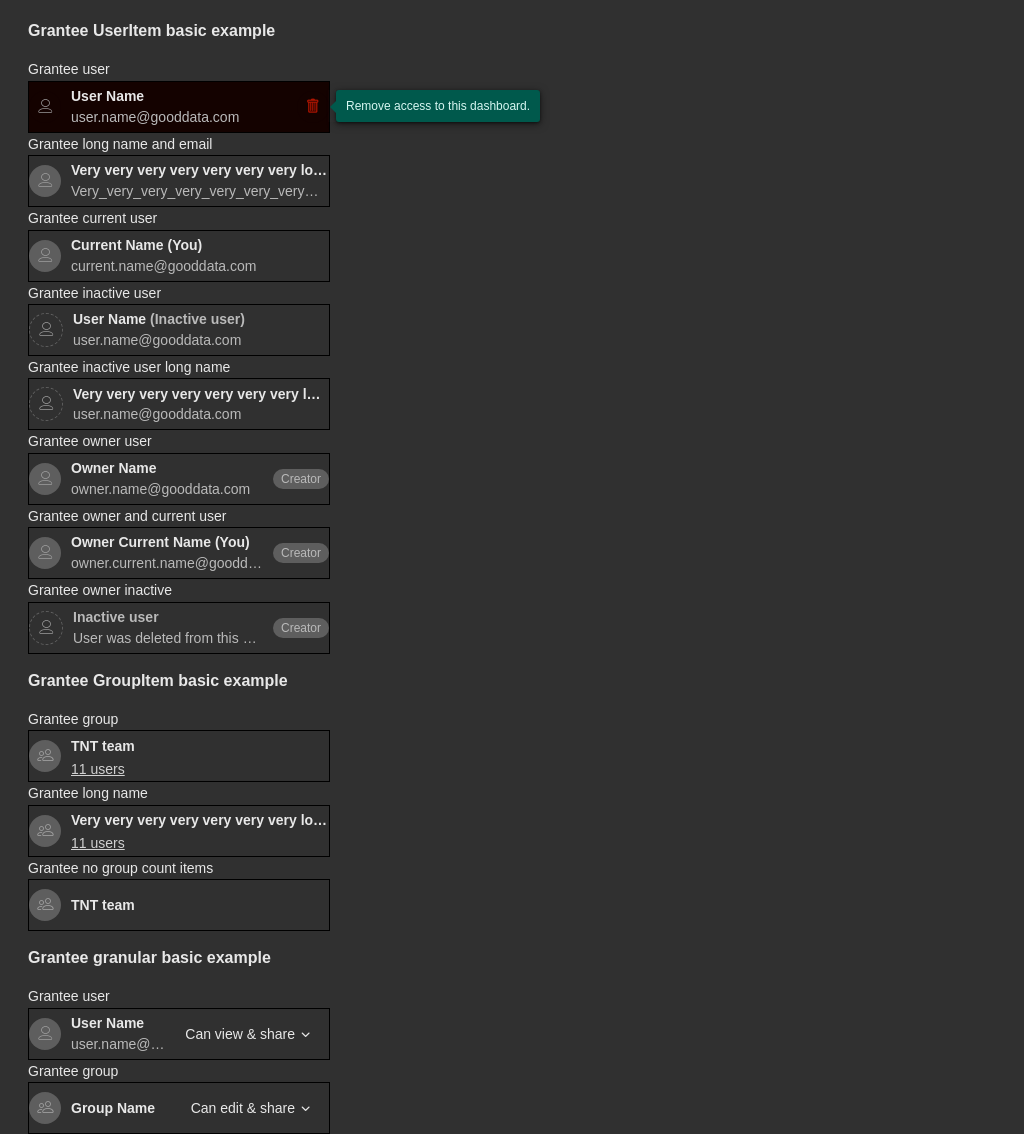 Grantee UserItem basic example
Grantee user
User Name
user.name@gooddata.com
Remove access to this dashboard.
Grantee long name and email
Very very very very very very very lo…
Very_very_very_very_very_very_very…
Grantee current user
Current Name (You)
current.name@gooddata.com
Grantee inactive user
User Name (Inactive user)
user.name@gooddata.com
Grantee inactive user long name
Very very very very very very very l…
user.name@gooddata.com
Grantee owner user
Owner Name
owner.name@gooddata.com
Creator
Grantee owner and current user
Owner Current Name (You)
owner.current.name@goodd…
Creator
Grantee owner inactive
Inactive user
User was deleted from this …
Creator
Grantee GroupItem basic example
Grantee group
TNT team
11 users
Grantee long name
Very very very very very very very lo…
11 users
Grantee no group count items
TNT team
Grantee granular basic example
Grantee user
User Name
user.name@…
Can view & share
Grantee group
Group Name
Can edit & share